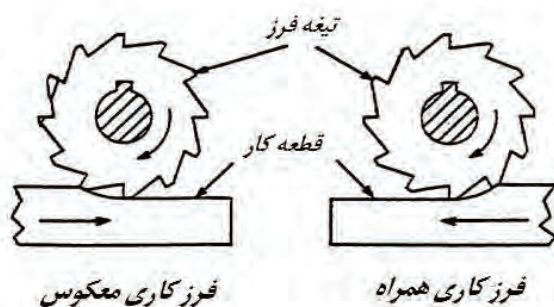 تیغه فرز
قطعه کار
فرزکاری همراه
فرزکاری معکوس